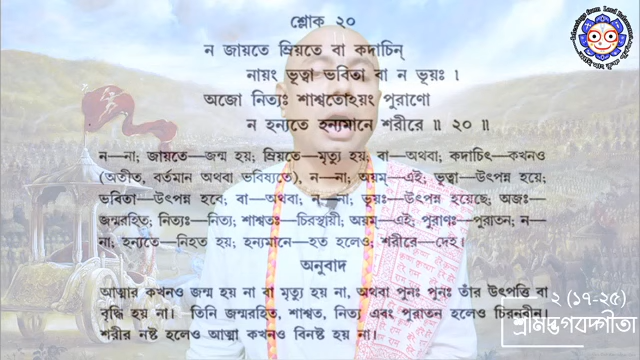 শ্লোক ২০
ন জায়তে ম্রিয়তে বা কদাচিন্
নায়ং ভূত্বা ভবিতা বা ন ভূয়ঃ ।
অজো নিত্যঃ শাশ্বতোঽয়ং পুরাণো
ন হন্যতে হন্যমানে শরীরে ॥ ২০ ॥
ন—না; জায়তে—জন্ম হয়; ম্রিয়তে—মৃত্যু হয়; বা—অথবা; কদাচিৎ—কখনও
(অতীত, বর্তমান অথবা ভবিষ্যতে), ন—না; অয়ম্—এই; ভূত্বা—উৎপন্ন হয়ে;
ভবিতা—উৎপন্ন হবে; বা—অথবা; ন—না; ভূয়ঃ—উৎপন্ন হয়েছে; অজঃ—
জন্মরহিত; নিত্যঃ—নিত্য; শাশ্বতঃ—চিরস্থায়ী; অয়ম্—এই; পুরাণঃ—পুরাতন; ন—
না; হন্যতে—নিহত হয়; হন্যমানে—হত হলেও; শরীরে—দেহ।
অনুবাদ
আত্মার কখনও জন্ম হয় না বা মৃত্যু হয় না, অথবা পুনঃ পুনঃ তাঁর উৎপত্তি বা
বৃদ্ধি হয় না। তিনি জন্মরহিত, শাশ্বত, নিত্য এবং পুরাতন হলেও চিরনবীন।
শরীর নষ্ট হলেও আত্মা কখনও বিনষ্ট হয় না।
২ (১৭-২৫)
শ্রীমদ্ভগবদ্গীতা